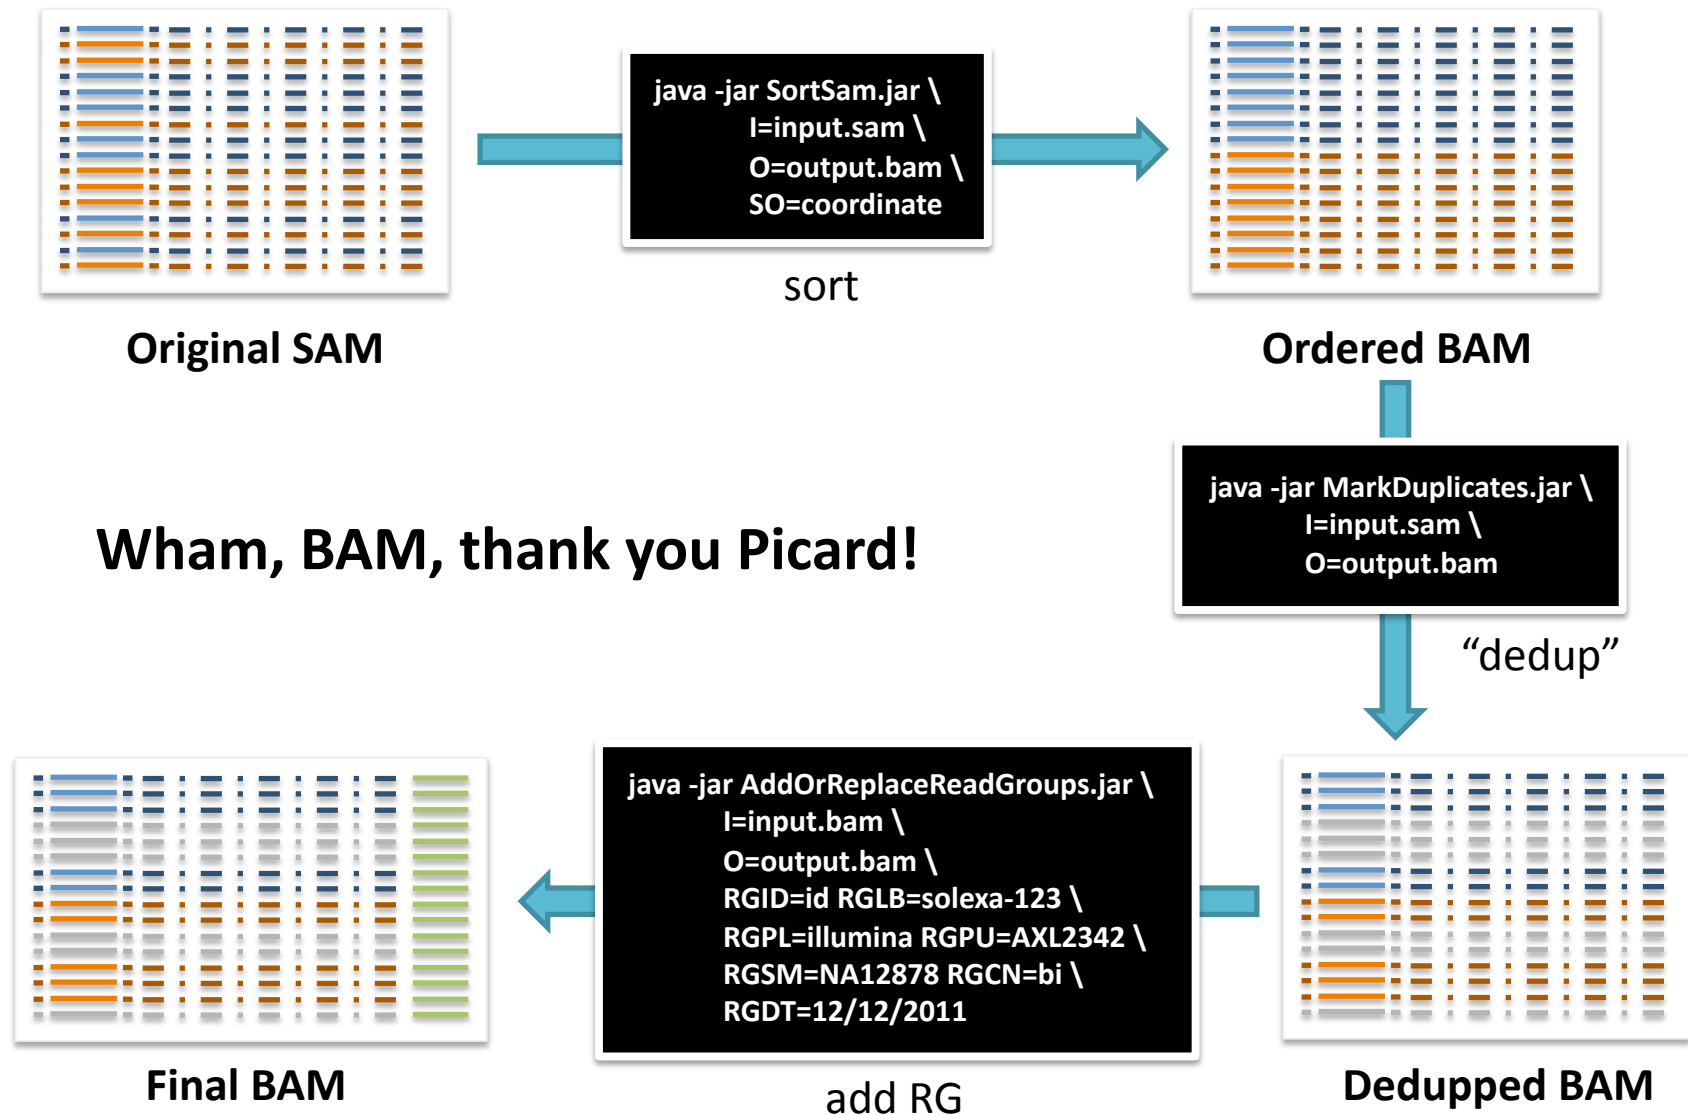 java -jar SortSam.jar \
I=input.sam \
O=output.bam \
SO=coordinate
sort
Original SAM
Ordered BAM
java -jar MarkDuplicates.jar \
I=input.sam \
O=output.bam
Wham, BAM, thank you Picard!
“dedup”
java -jar AddOrReplaceReadGroups.jar \
I=input.bam \
O=output.bam \
RGID=id RGLB=solexa-123 \
RGPL=illumina RGPU=AXL2342 \
RGSM=NA12878 RGCN=bi \
RGDT=12/12/2011
Final BAM
add RG
Dedupped BAM